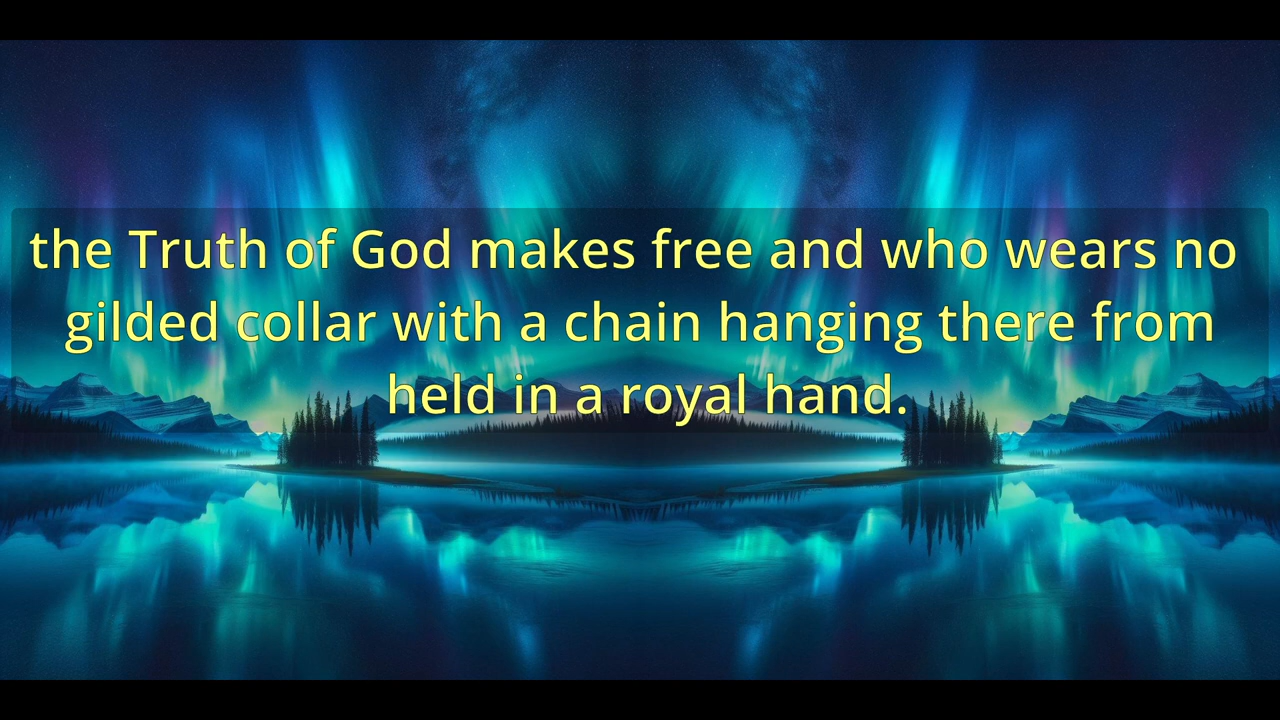 the Truth of God makes free and who wears no
gilded collar with a chain hanging there from
held in a royal hand.